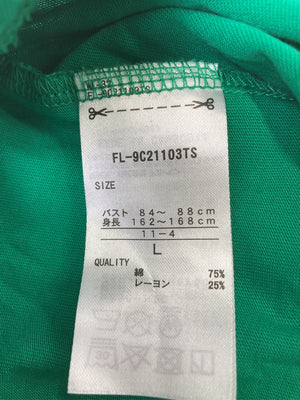 FL-9C21103TS
SIZE
バスト 84〜 88cm
身長 162〜168cm
11-4
L
QUALITY
綿 75%
レーヨン 25%